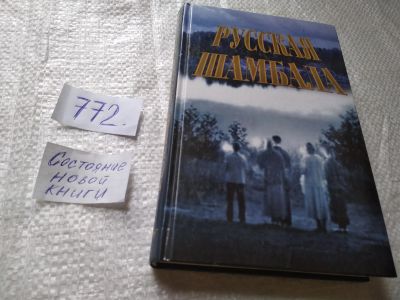 РУССКАЯ
ШАМБАЛА
772.
Состояние
новой
книги